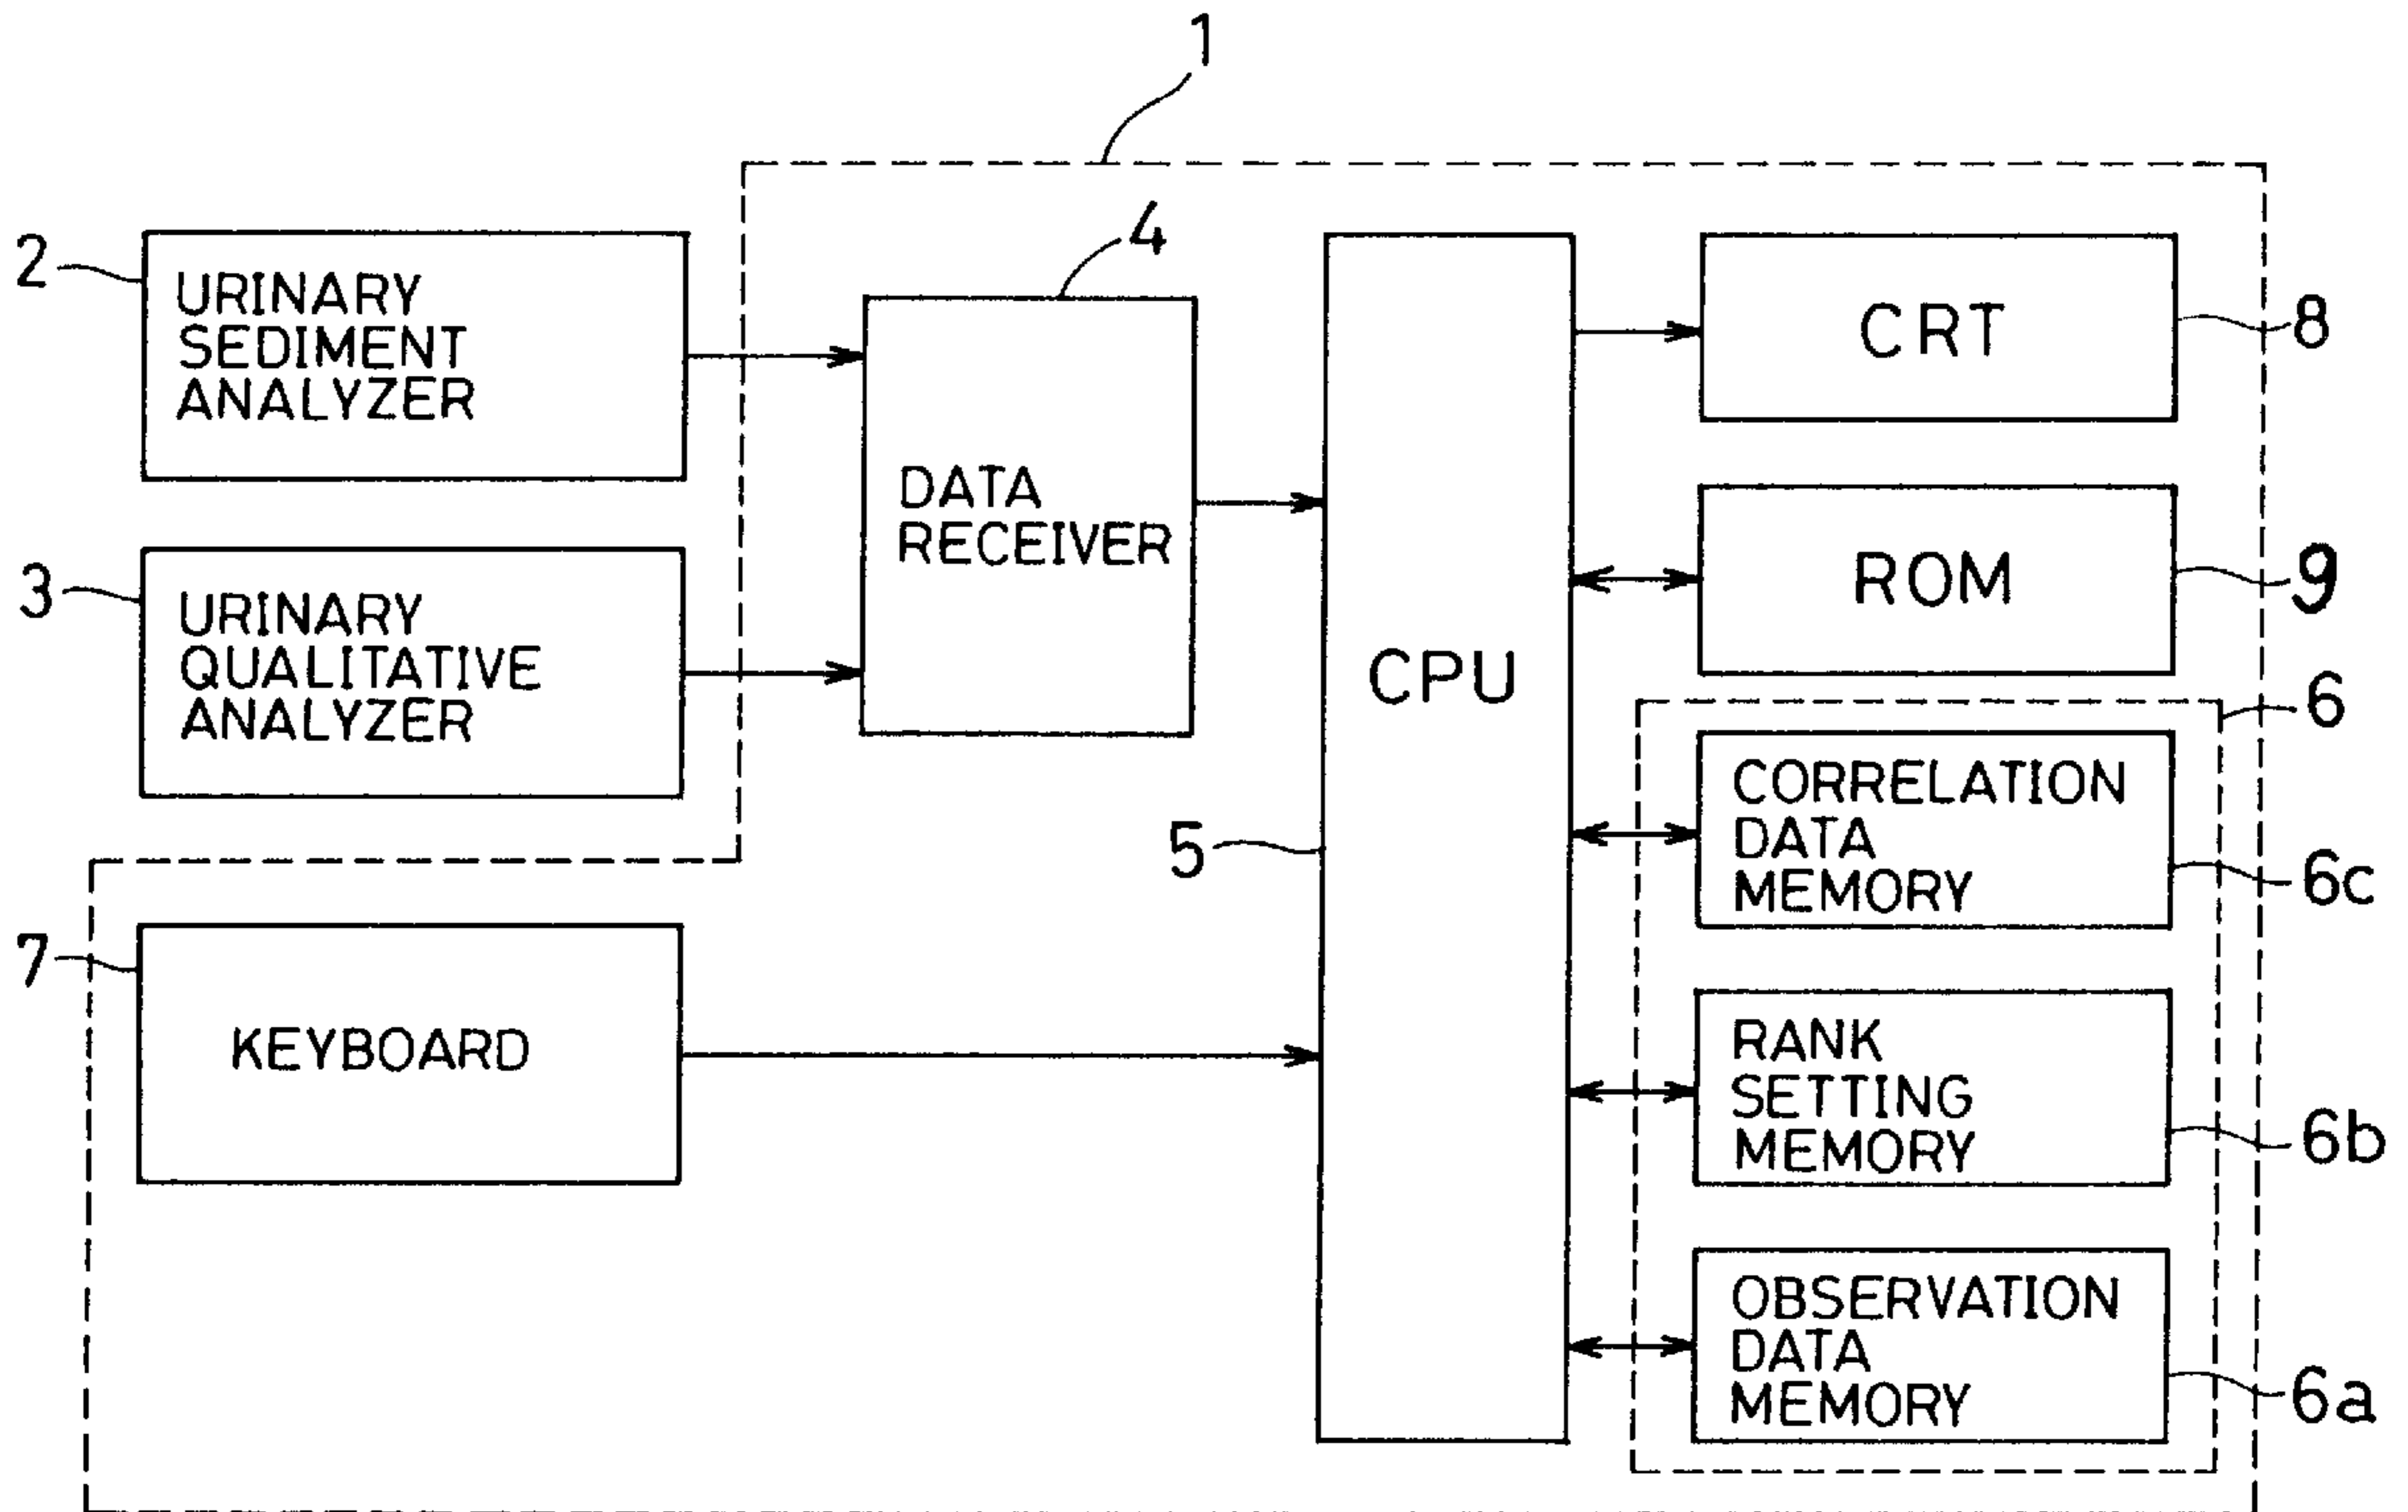 1
2
URINARY
SEDIMENT
ANALYZER
3
URINARY
QUALITATIVE
ANALYZER
4
DATA
RECEIVER
5
CPU
7
KEYBOARD
CRT
8
ROM
9
6
CORRELATION
DATA
MEMORY
6c
RANK
SETTING
MEMORY
6b
OBSERVATION
DATA
MEMORY
6a